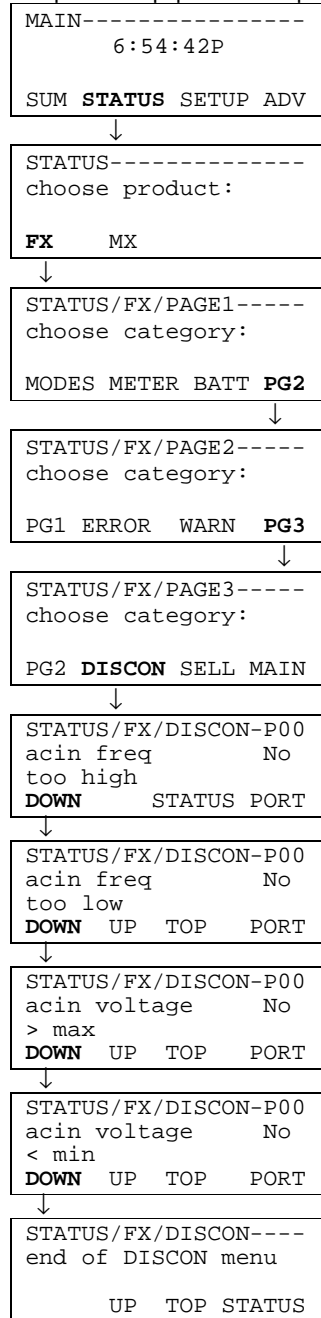 MAIN----------------
6:54:42P
SUM STATUS SETUP ADV
↓
STATUS--------------
choose product:
FX MX
↓
STATUS/FX/PAGE1-----
choose category:
MODES METER BATT PG2
↓
STATUS/FX/PAGE2-----
choose category:
PG1 ERROR WARN PG3
↓
STATUS/FX/PAGE3-----
choose category:
PG2 DISCON SELL MAIN
↓
STATUS/FX/DISCON-P00
acin freq No
too high
DOWN STATUS PORT
↓
STATUS/FX/DISCON-P00
acin freq No
too low
DOWN UP TOP PORT
↓
STATUS/FX/DISCON-P00
acin voltage No
> max
DOWN UP TOP PORT
↓
STATUS/FX/DISCON-P00
acin voltage No
< min
DOWN UP TOP PORT
↓
STATUS/FX/DISCON----
end of DISCON menu
UP TOP STATUS